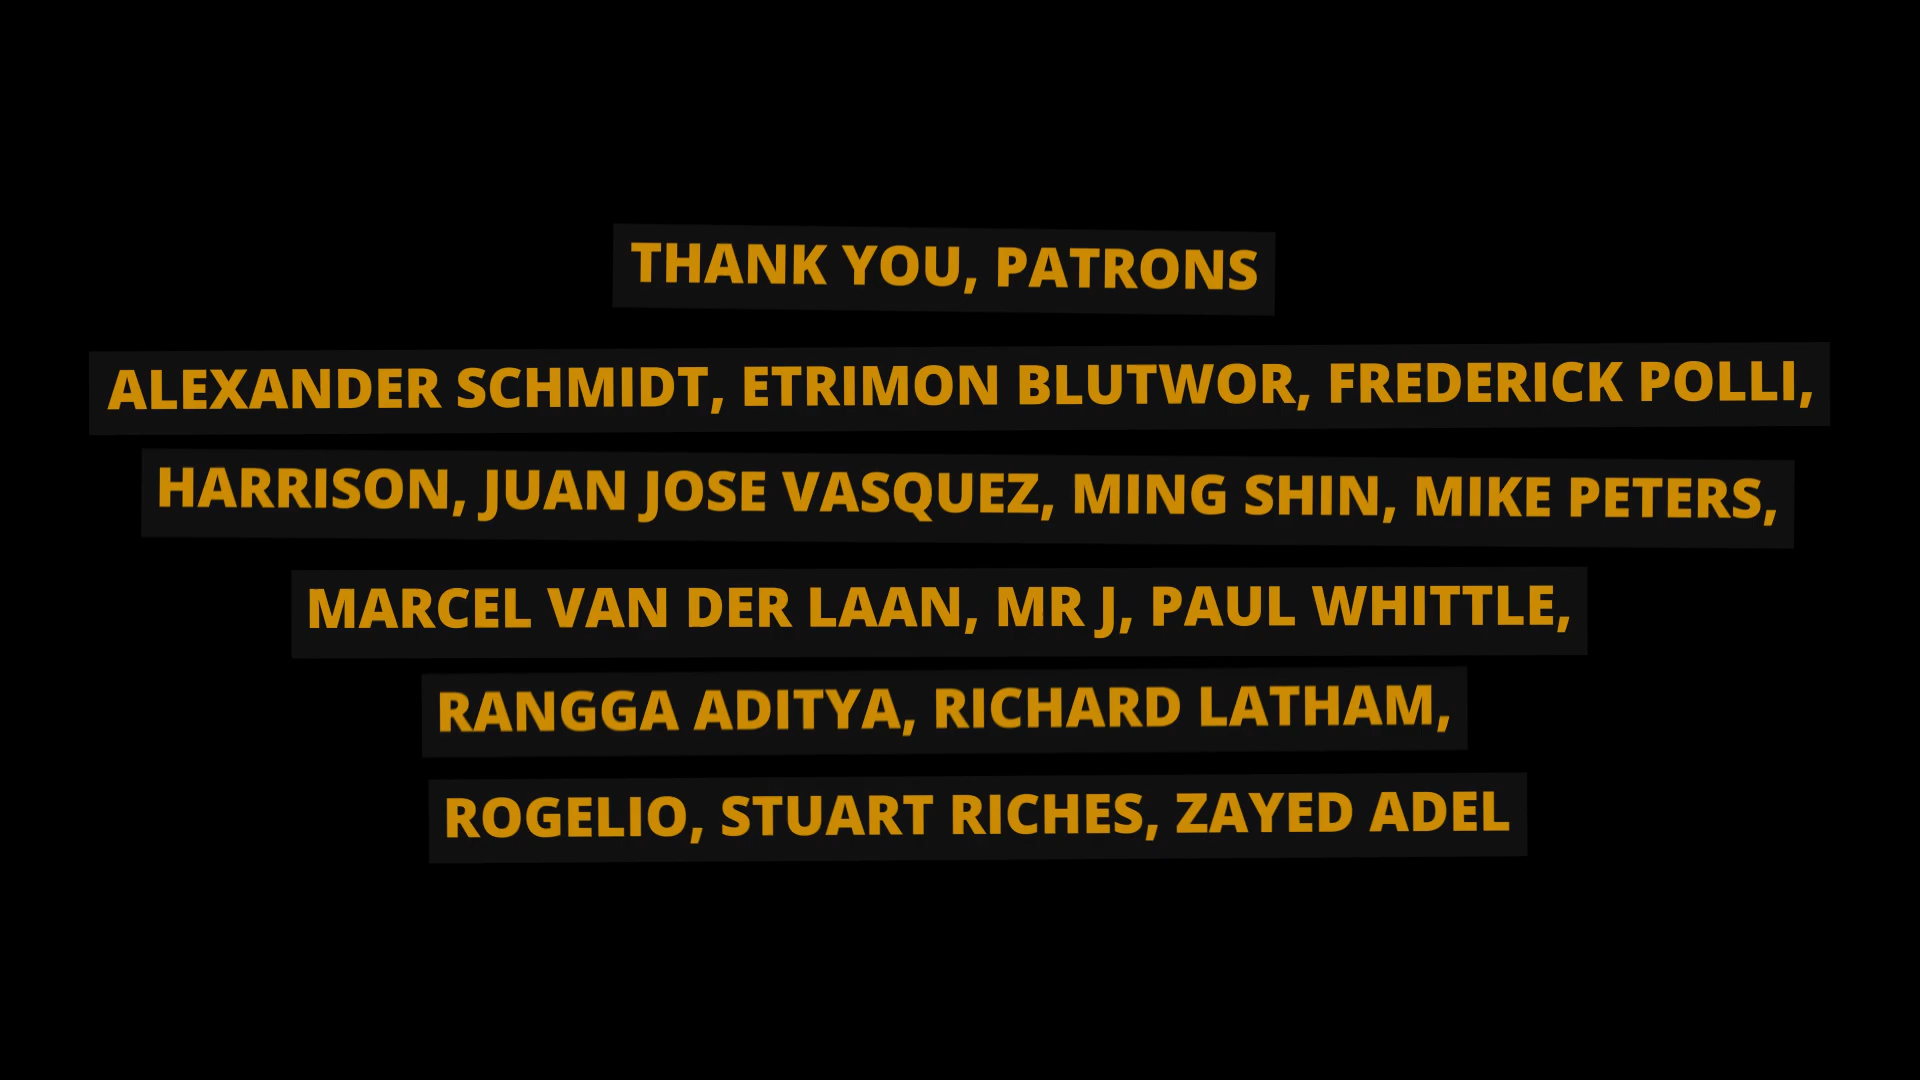 THANK YOU, PATRONS
ALEXANDER SCHMIDT, ETRIMON BLUTWOR, FREDERICK POLLI,
HARRISON, JUAN JOSE VASQUEZ, MING SHIN, MIKE PETERS,
MARCEL VAN DER LAAN, MR J, PAUL WHITTLE,
RANGGA ADITYA, RICHARD LATHAM,
ROGELIO, STUART RICHES, ZAYED ADEL